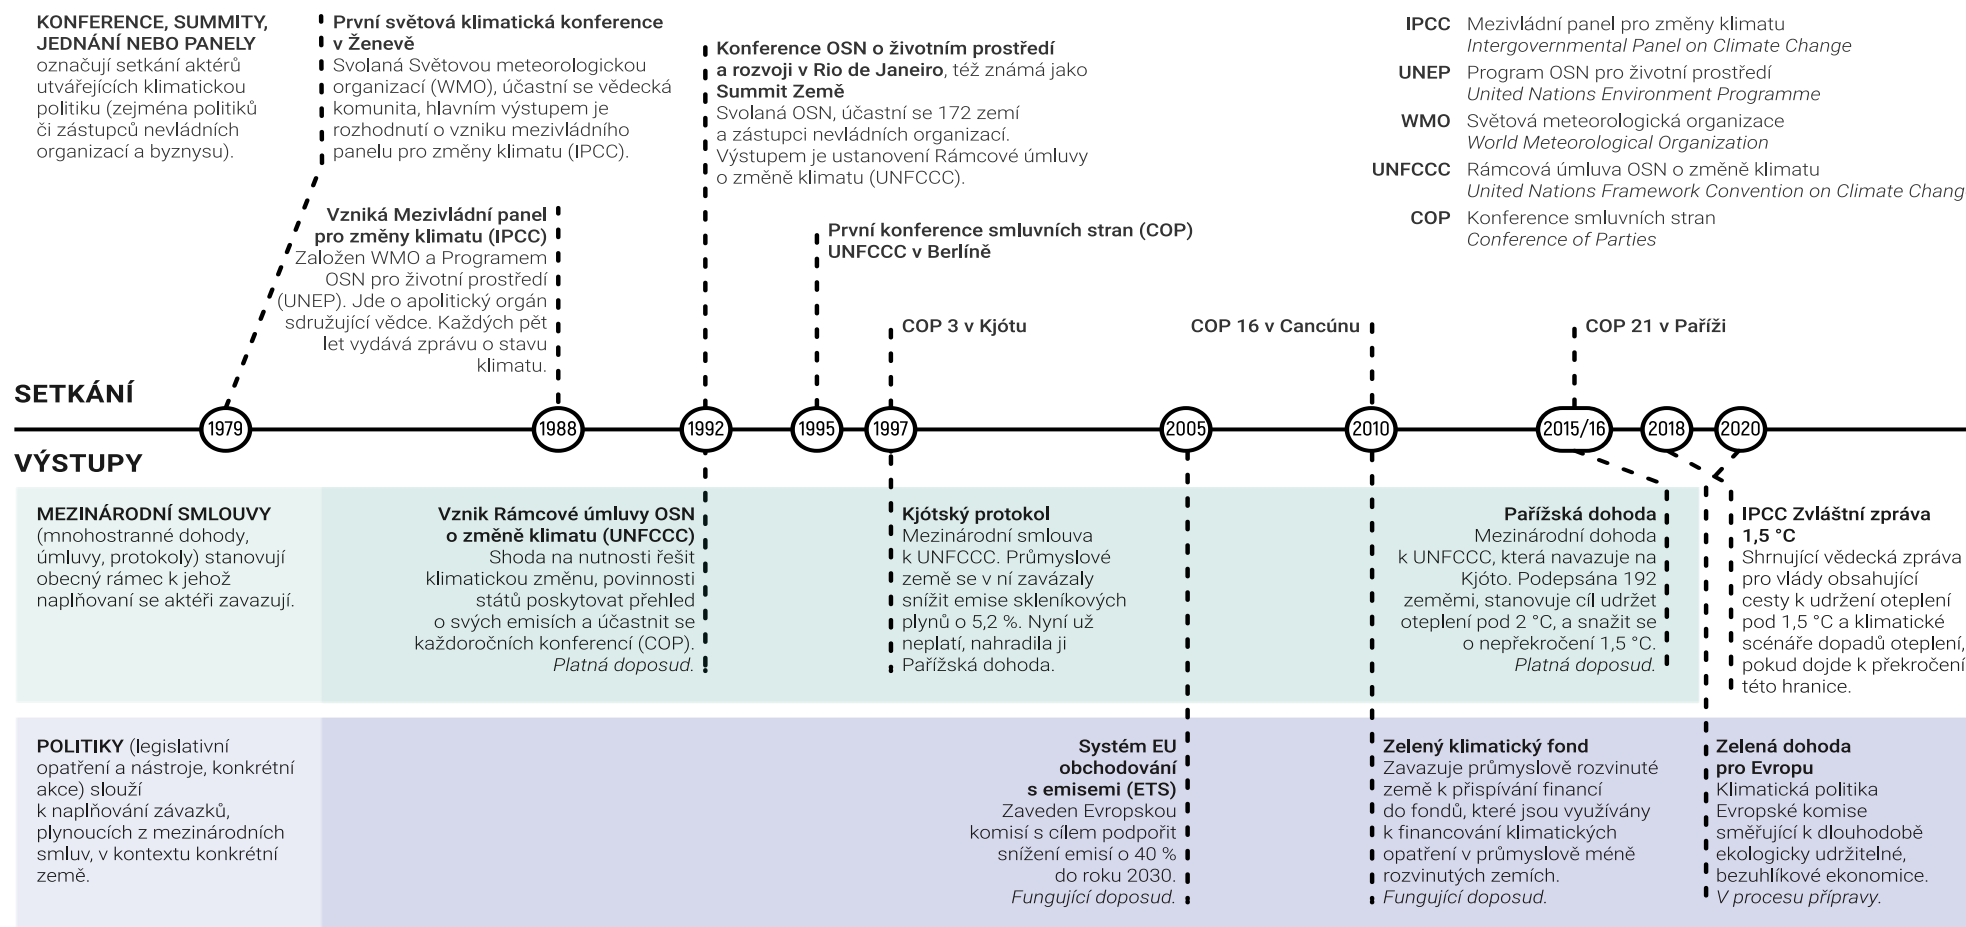 KONFERENCE, SUMMITY,
JEDNÁNÍ NEBO PANELY
označují setkání aktérů
utvářejících klimatickou
politiku (zejména politiků
či zástupců nevládních
organizací a byznysu).
První světová klimatická konference
v Ženevě
Svolaná Světovou meteorologickou
organizací (WMO), účastní se vědecká
komunita, hlavním výstupem je
rozhodnutí o vzniku mezivládního
panelu pro změny klimatu (IPCC).
Vzniká Mezivládní panel
pro změny klimatu (IPCC)
Založen WMO a Programem
OSN pro životní prostředí
(UNEP). Jde o apolitický orgán
sdružující vědce. Každých pět
let vydává zprávu o stavu
klimatu.
Konference OSN o životním prostředí
a rozvoji v Rio de Janeiro, též známá jako
Summit Země
Svolaná OSN, účastní se 172 zemí
a zástupci nevládních organizací.
Výstupem je ustanovení Rámcové úmluvy
o změně klimatu (UNFCCC).
První konference smluvních stran (COP)
UNFCCC v Berlíně
COP 3 v Kjótu
COP 16 v Cancúnu
COP 21 v Paříži
IPCC Mezivládní panel pro změny klimatu
Intergovernmental Panel on Climate Change
UNEP Program OSN pro životní prostředí
United Nations Environment Programme
WMO Světová meteorologická organizace
World Meteorological Organization
UNFCCC Rámcová úmluva OSN o změně klimatu
United Nations Framework Convention on Climate Chang
COP Konference smluvních stran
Conference of Parties
SETKÁNÍ
1979 1988 1992 1995 1997 2005 2010 2015/16 2018 2020
VÝSTUPY
MEZINÁRODNÍ SMLOUVY
(mnohostranné dohody,
úmluvy, protokoly) stanovují
obecný rámec k jehož
naplňovaní se aktéři zavazují.
Vznik Rámcové úmluvy OSN
o změně klimatu (UNFCCC)
Shoda na nutnosti řešit
klimatickou změnu, povinnosti
států poskytovat přehled
o svých emisích a účastnit se
každoročních konferencí (COP).
Platná doposud.
Kjótský protokol
Mezinárodní smlouva
k UNFCCC. Průmyslové
země se v ní zavázaly
snížit emise skleníkových
plynů o 5,2 %. Nyní už
neplatí, nahradila ji
Pařížská dohoda.
Pařížská dohoda
Mezinárodní dohoda
k UNFCCC, která navazuje na
Kjóto. Podepsána 192
zeměmi, stanovuje cíl udržet
oteplení pod 2 °C, a snažit se
o nepřekročení 1,5 °C.
Platná doposud.
IPCC Zvláštní zpráva
1,5 °C
Shrnující vědecká zpráva
pro vlády obsahující
cesty k udržení oteplení
pod 1,5 °C a klimatické
scénáře dopadů oteplení,
pokud dojde k překročení
této hranice.
POLITIKY (legislativní
opatření a nástroje, konkrétní
akce) slouží
k naplňování závazků,
plynoucích z mezinárodních
smluv, v kontextu konkrétní
země.
Systém EU
obchodování
s emisemi (ETS)
Zaveden Evropskou
komisí s cílem podpořit
snížení emisí o 40 %
do roku 2030.
Fungující doposud.
Zelený klimatický fond
Zavazuje průmyslově rozvinuté
země k přispívání financí
do fondů, které jsou využívány
k financování klimatických
opatření v průmyslově méně
rozvinutých zemích.
Fungující doposud.
Zelená dohoda
pro Evropu
Klimatická politika
Evropské komise
směřující k dlouhodobě
ekologicky udržitelné,
bezuhlíkové ekonomice.
V procesu přípravy.